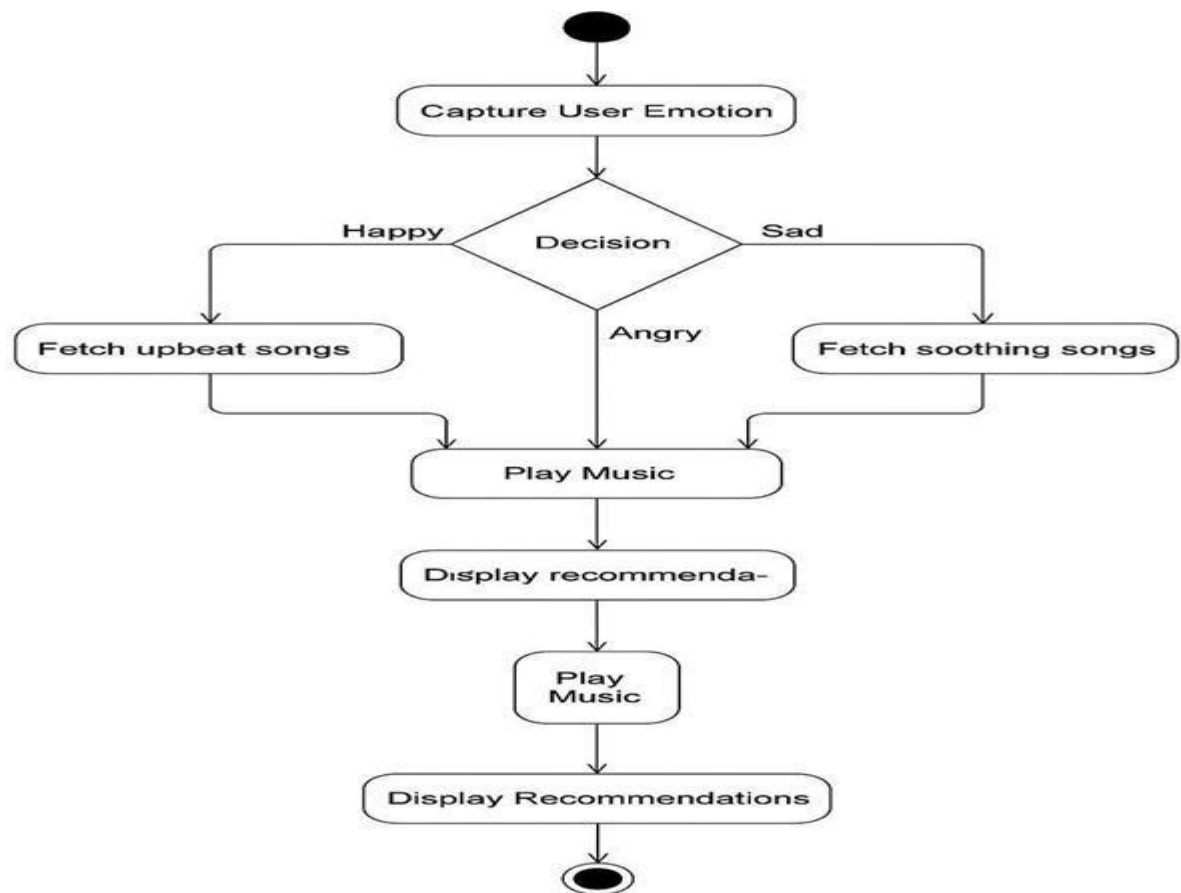 Capture User Emotion
Happy
Decision
Sad
Angry
Fetch upbeat songs
Fetch soothing songs
Play Music
Display recommenda-
Play
Music
Display Recommendations